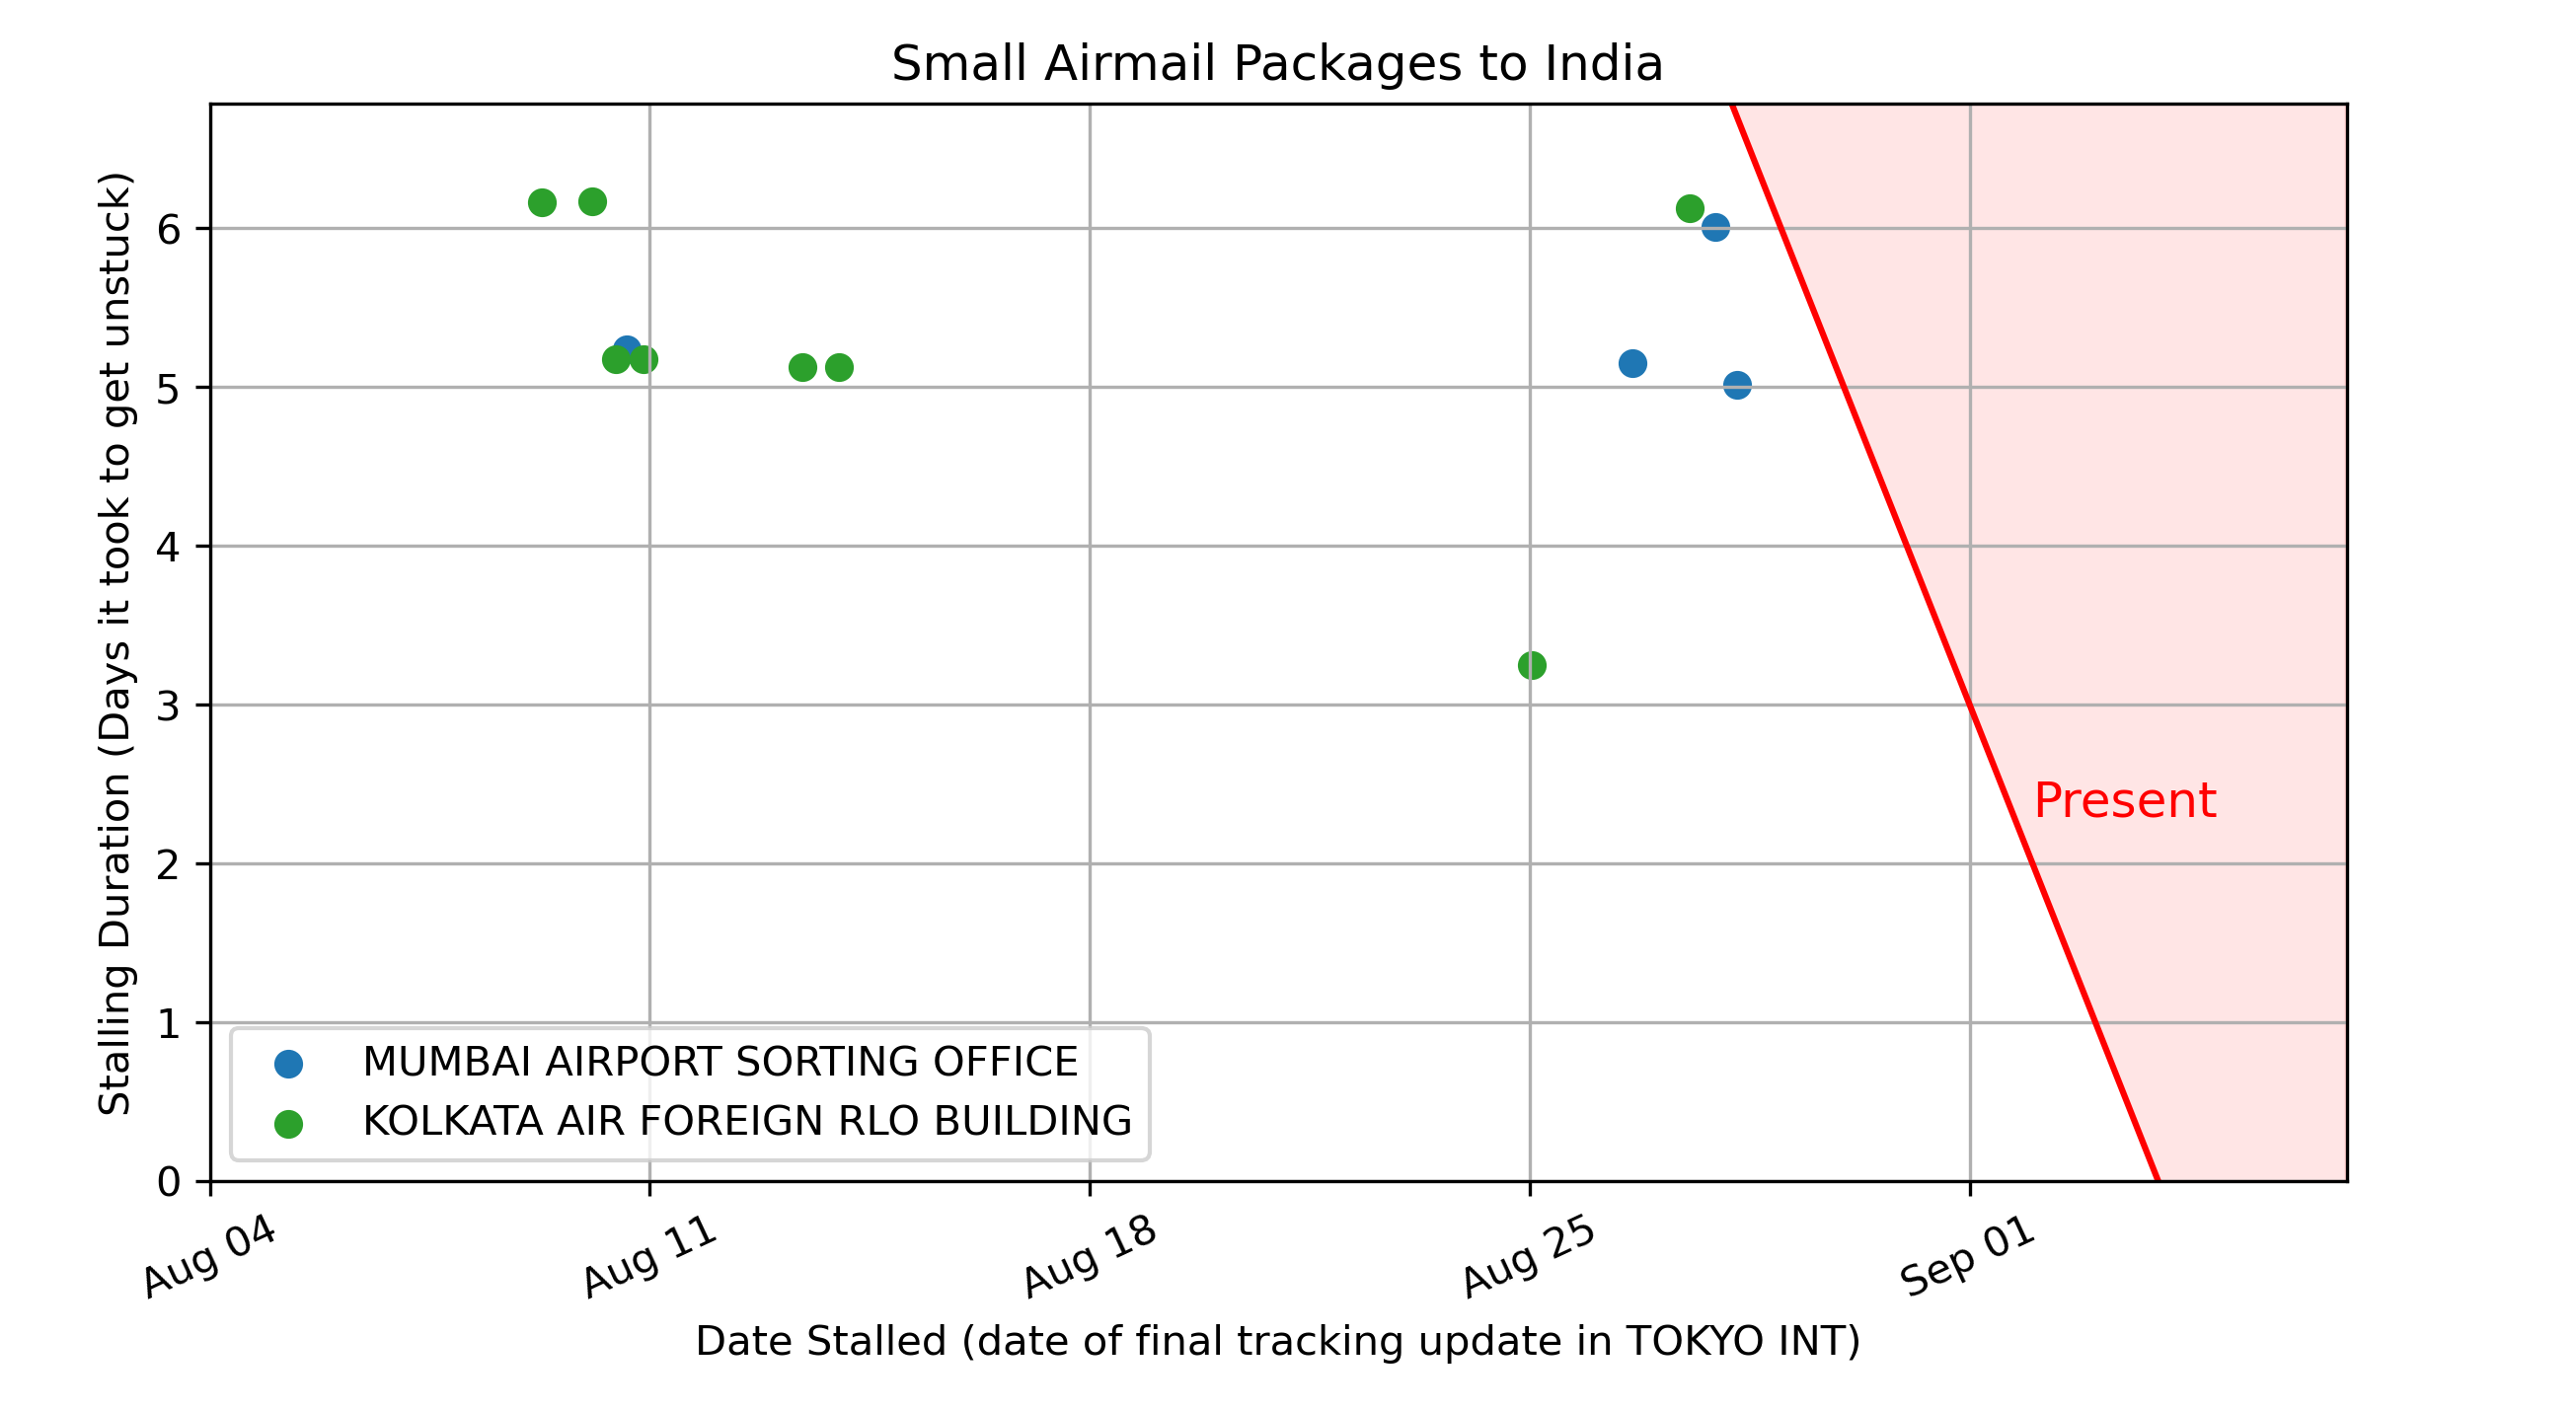 Small Airmail Packages to India
Stalling Duration (Days it took to get unstuck)
6
5
4
3
2
1
0
Present
MUMBAI AIRPORT SORTING OFFICE
KOLKATA AIR FOREIGN RLO BUILDING
Aug 04
Aug 11
Aug 18
Aug 25
Sep 01
Date Stalled (date of final tracking update in TOKYO INT)